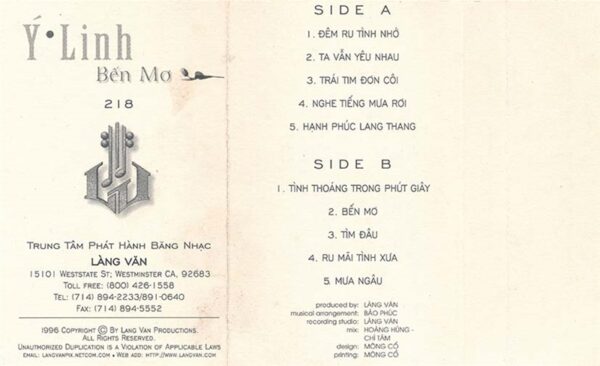 Ý•Linh
Bến Mơ
218
TRUNG TÂM PHÁT HÀNH BĂNG NHẠC
LÀNG VĂN
15101 WESTSTATE ST; WESTMINSTER CA, 92683
TOLL FREE: (800) 426-1558
TEL: (714) 894-2233/891-0640
FAX: (714) 894-5552
1996 COPYRIGHT © BY LANG VAN PRODUCTIONS.
ALL RIGHTS RESERVED.
UNAUTHORIZED DUPLICATION IS A VIOLATION OF APPLICABLE LAWS
EMAIL: LANGVANPIX.NETCOM.COM • WEB ADD: HTTP://WWW.LANGVAN.COM
SIDE A
1. ĐÊM RU TÌNH NHỎ
2. TA VẪN YÊU NHAU
3. TRÁI TIM ĐƠN CÔI
4. NGHE TIẾNG MƯA RƠI
5. HẠNH PHÚC LANG THANG
SIDE B
1. TÌNH THOÁNG TRONG PHÚT GIÂY
2. BẾN MƠ
3. TÌM ĐÂU
4. RU MÃI TÌNH XƯA
5. MƯA NGÂU
produced by: LÀNG VĂN
musical arrangement: BẢO PHÚC
recording studio: LÀNG VĂN
mix: HOÀNG HÙNG -
CHÍ TÂM
design: MÔNG CỔ
printing: MÔNG CỔ